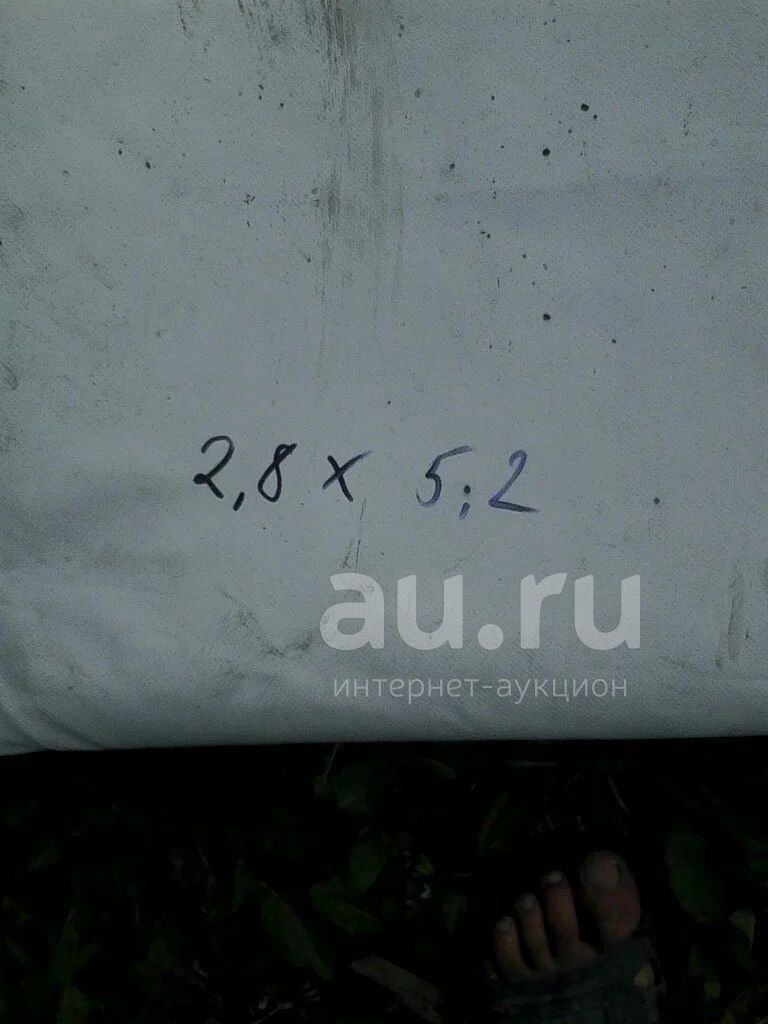 2,8 x 5,2
au.ru
интернет-аукцион